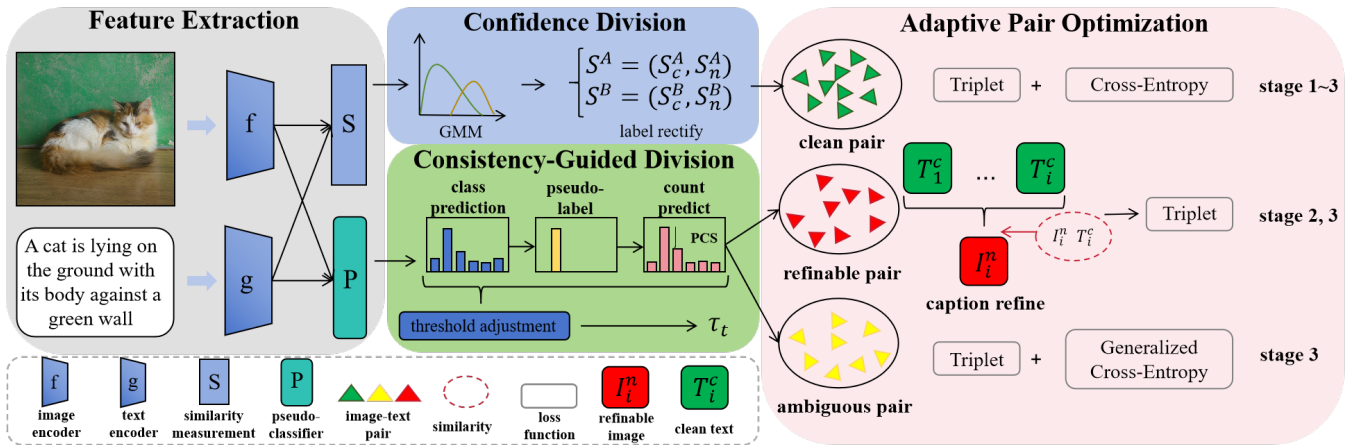 Feature Extraction
A cat is lying on
the ground with
its body against a
green wall
f
g
S
P
Confidence Division
GMM
S^A = (S_c^A, S_n^A)
S^B = (S_c^B, S_n^B)
label rectify
Consistency-Guided Division
class
prediction
pseudo-
label
count
predict
PCS
threshold adjustment
τ_t
Adaptive Pair Optimization
clean pair
Triplet + Cross-Entropy
stage 1~3
refinable pair
T_1^c ... T_i^c
I_i^n T_i^c
I_i^n
caption refine
Triplet
stage 2, 3
ambiguous pair
Triplet + Generalized
Cross-Entropy
stage 3
f
image
encoder
g
text
encoder
S
similarity
measurement
P
pseudo-
classifier
image-text
pair
similarity
loss
function
I_i^n
refinable
image
T_i^c
clean text